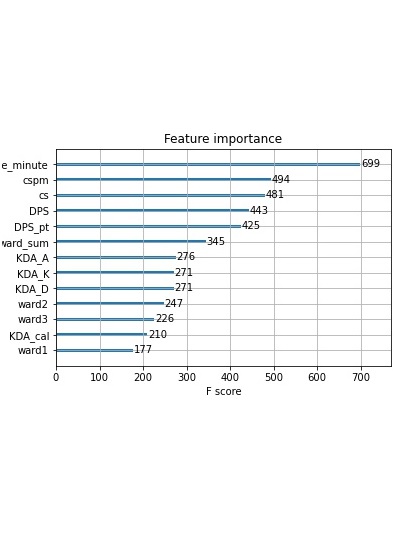 Feature importance
e_minute 699
cspm 494
cs 481
DPS 443
DPS_pt 425
ward_sum 345
KDA_A 276
KDA_K 271
KDA_D 271
ward2 247
ward3 226
KDA_cal 210
ward1 177
0 100 200 300 400 500 600 700
F score